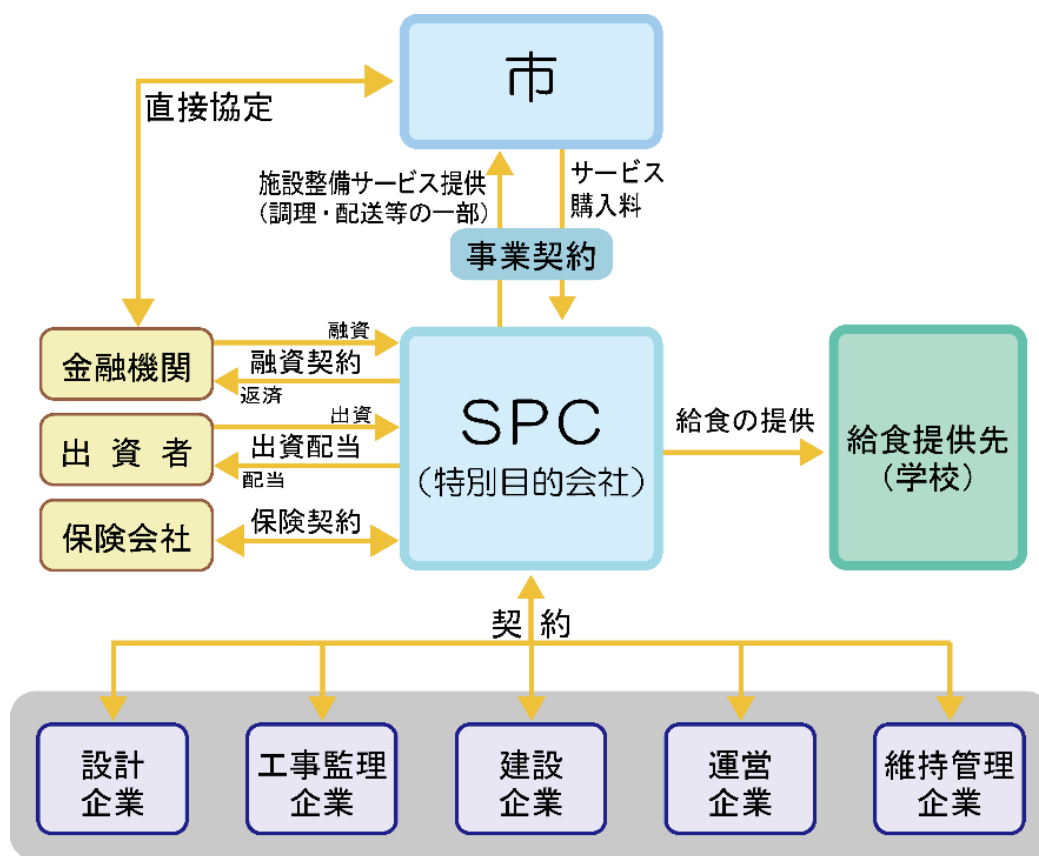 市
直接協定
施設整備サービス提供
（調理・配送等の一部）
サービス
購入料
事業契約
金融機関
融資
融資契約
返済
出資者
出資
出資配当
配当
保険会社
保険契約
SPC
（特別目的会社）
給食の提供
給食提供先
（学校）
契約
設計
企業
工事監理
企業
建設
企業
運営
企業
維持管理
企業